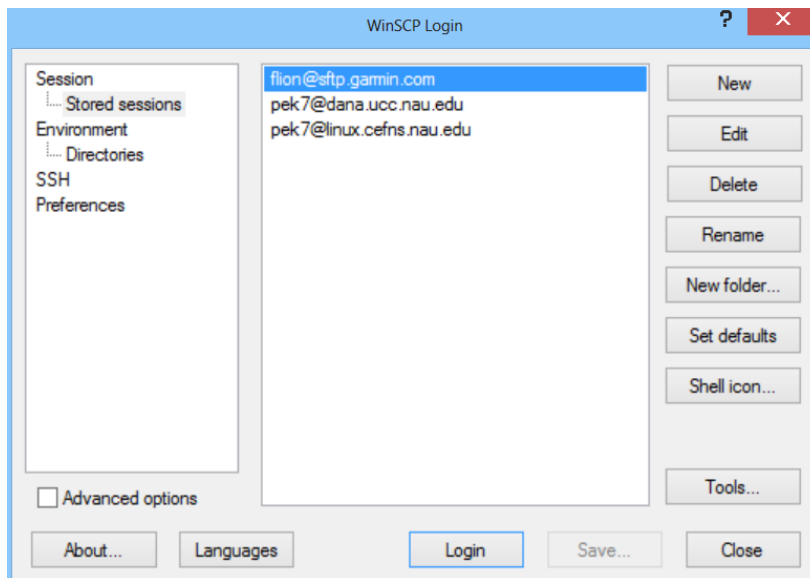 WinSCP Login
?
Session
Stored sessions
Environment
Directories
SSH
Preferences
flion@sftp.garmin.com
pek7@dana.ucc.nau.edu
pek7@linux.cefns.nau.edu
New
Edit
Delete
Rename
New folder...
Set defaults
Shell icon...
Tools...
Advanced options
About...
Languages
Login
Save...
Close